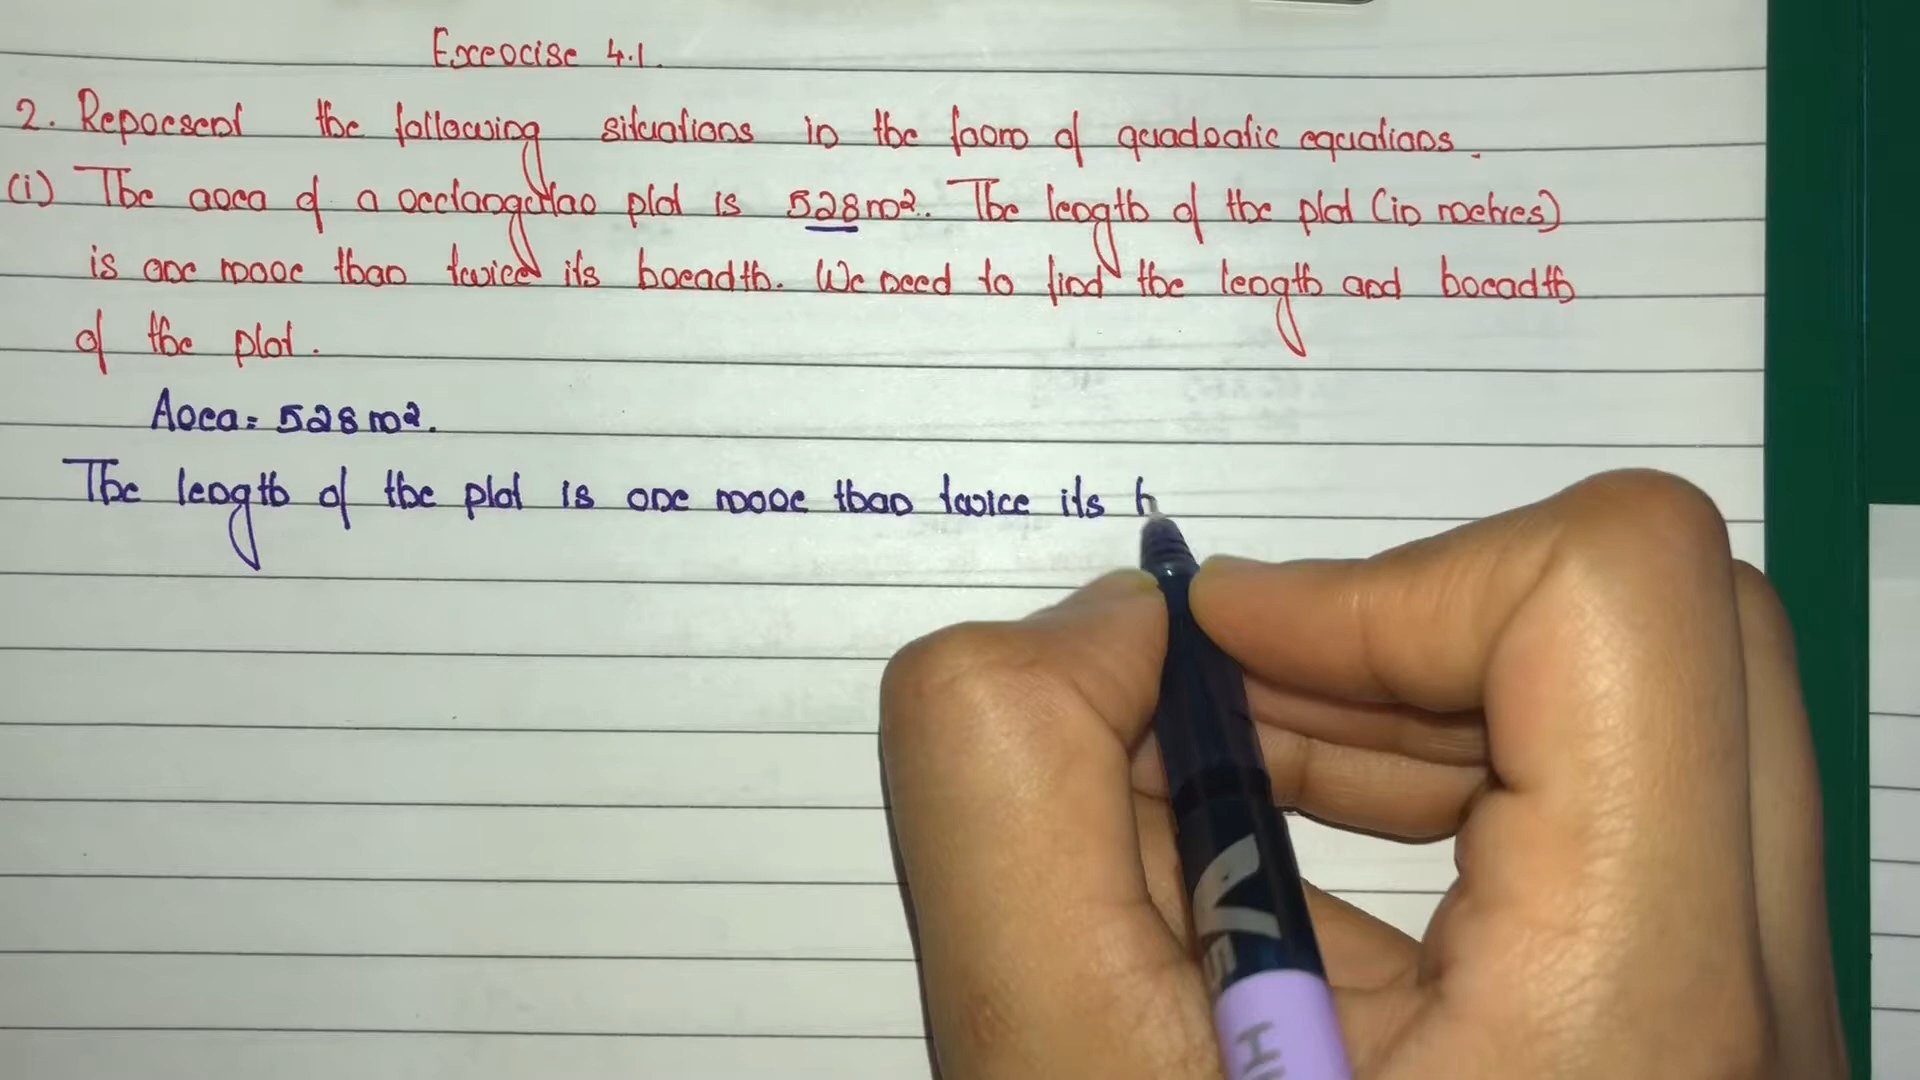 Exercise 4.1.
2. Represent the following situations in the form of quadratic equations.
(i) The area of a rectangular plot is 528m². The length of the plot (in metres)
is one more than twice its breadth. We need to find the length and breadth
of the plot.
Area = 528m².
The length of the plot is one more than twice its b
V5